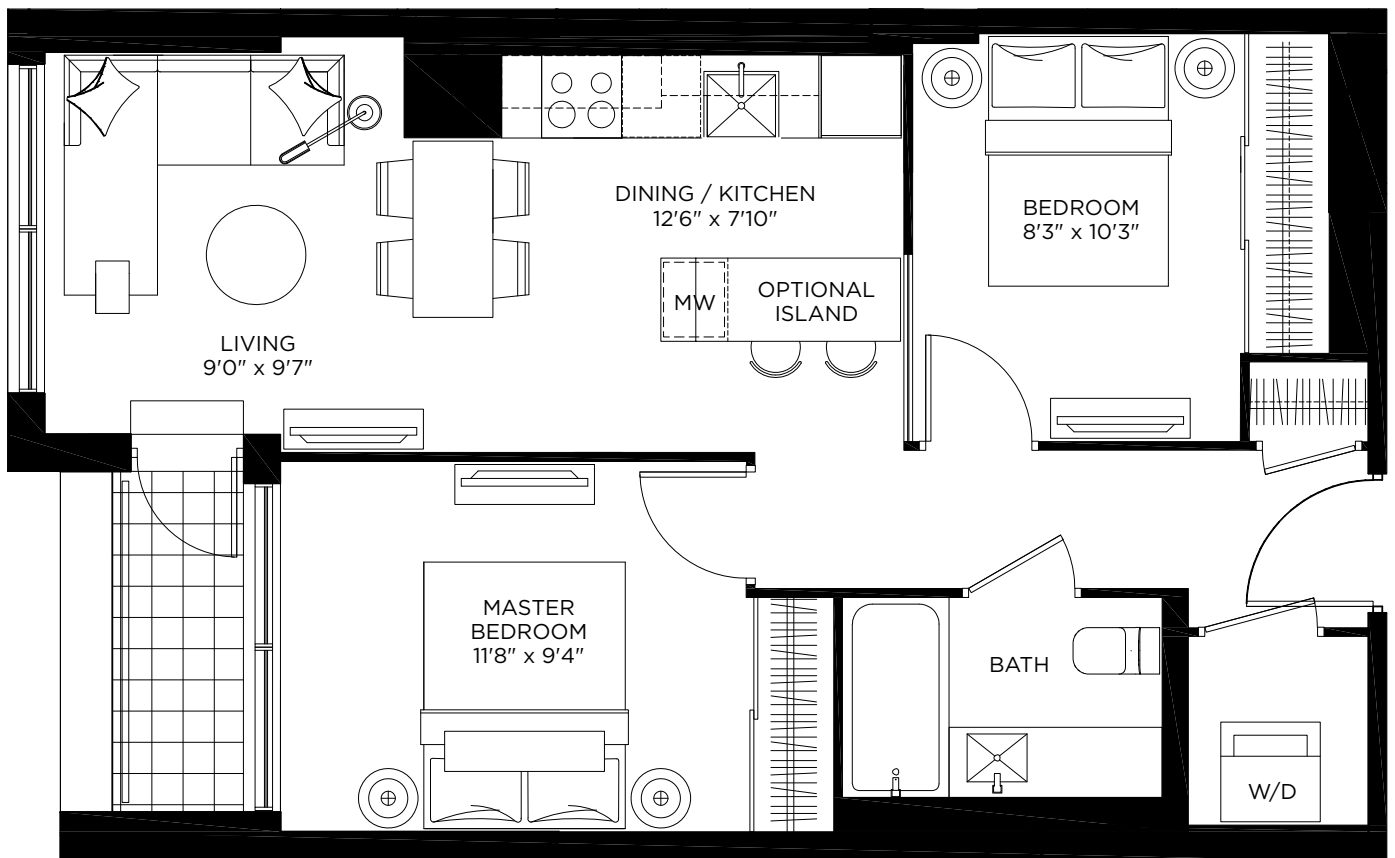 DINING / KITCHEN
12'6" x 7'10"
BEDROOM
8'3" x 10'3"
MW
OPTIONAL
ISLAND
LIVING
9'0" x 9'7"
MASTER
BEDROOM
11'8" x 9'4"
BATH
W/D